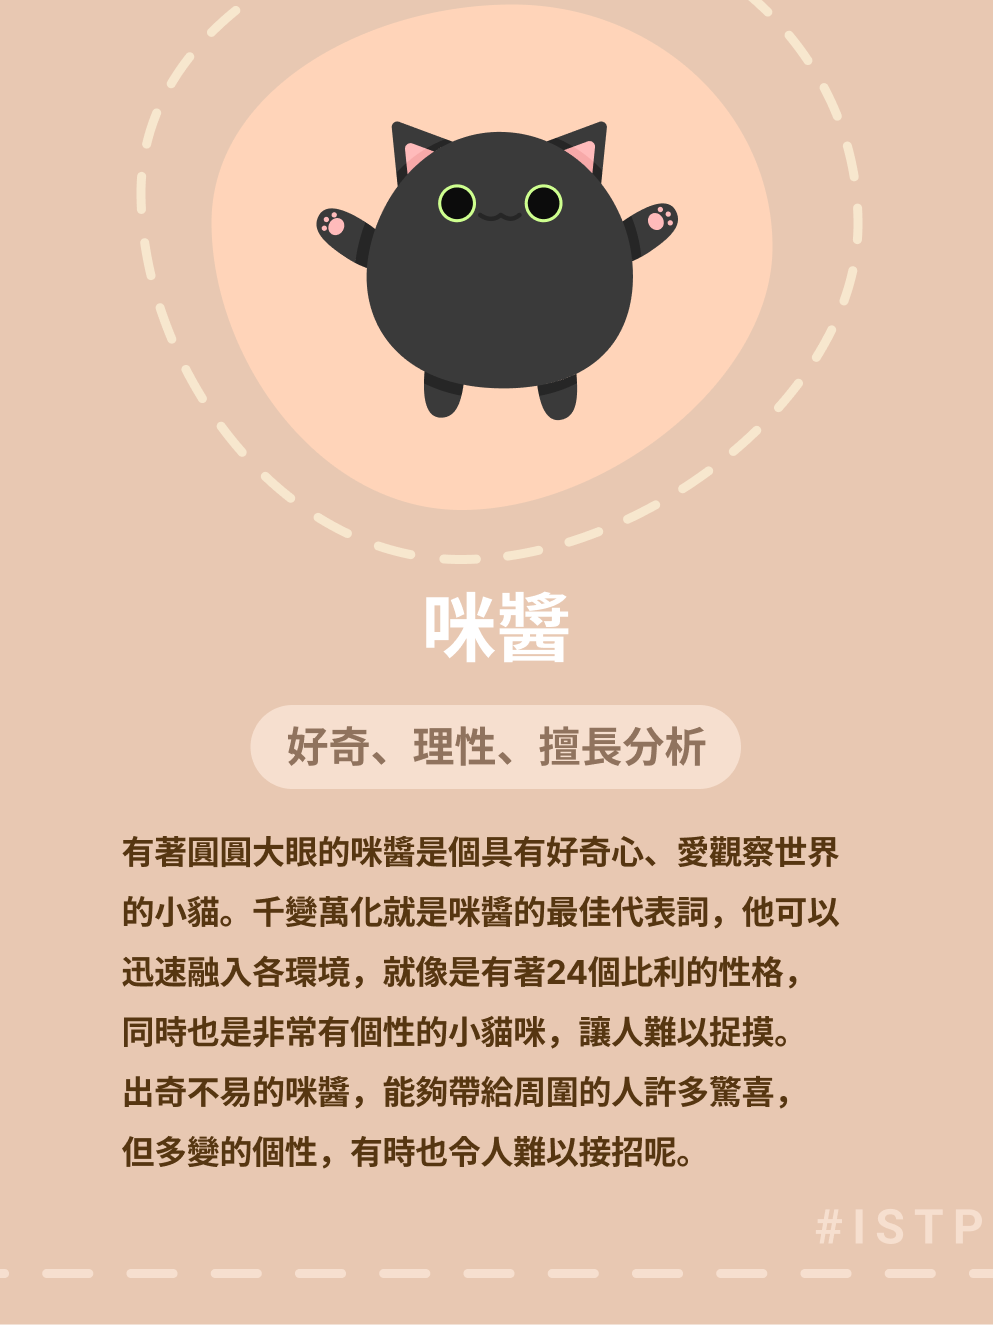 咪醬
好奇、理性、擅長分析
有著圓圓大眼的咪醬是個具有好奇心、愛觀察世界
的小貓。千變萬化就是咪醬的最佳代表詞，他可以
迅速融入各環境，就像是有著24個比利的性格，
同時也是非常有個性的小貓咪，讓人難以捉摸。
出奇不易的咪醬，能夠帶給周圍的人許多驚喜，
但多變的個性，有時也令人難以接招呢。
#ISTP